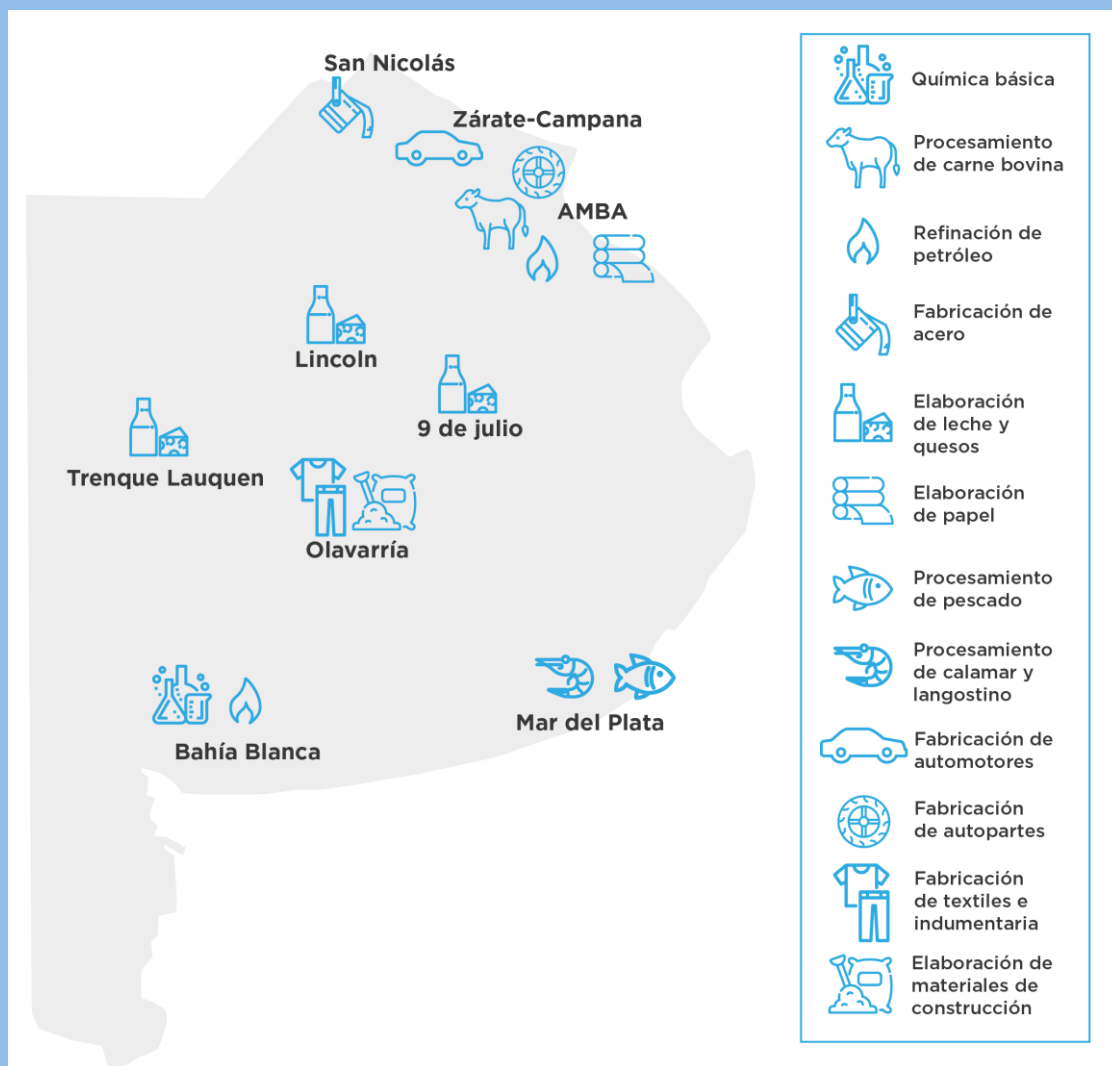 San Nicolás
Zárate-Campana
AMBA
Lincoln
9 de julio
Trenque Lauquen
Olavarría
Bahía Blanca
Mar del Plata
Química básica
Procesamiento
de carne bovina
Refinación de
petróleo
Fabricación de
acero
Elaboración
de leche y
quesos
Elaboración
de papel
Procesamiento
de pescado
Procesamiento
de calamar y
langostino
Fabricación de
automotores
Fabricación
de autopartes
Fabricación
de textiles e
indumentaria
Elaboración de
materiales de
construcción